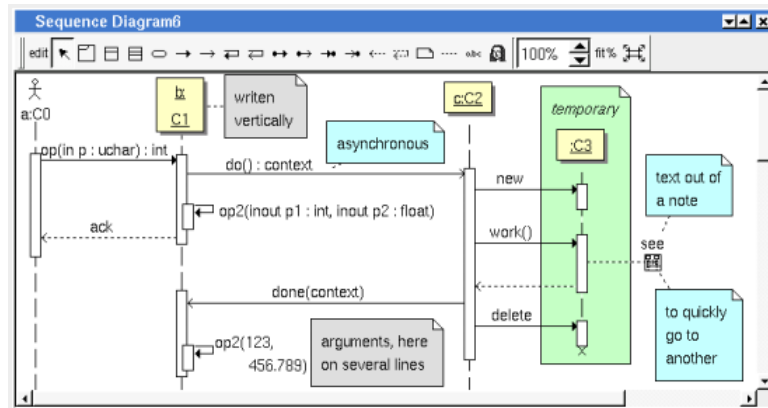 Sequence Diagram6
edit
abc
100%
fit%
a:C0
b:
C1
writen
vertically
c:C2
temporary
:C3
asynchronous
op(in p : uchar) : int
do() : context
new
text out of
a note
op2(inout p1 : int, inout p2 : float)
ack
work()
see
done(context)
delete
to quickly
go to
another
op2(123,
456.789)
arguments, here
on several lines